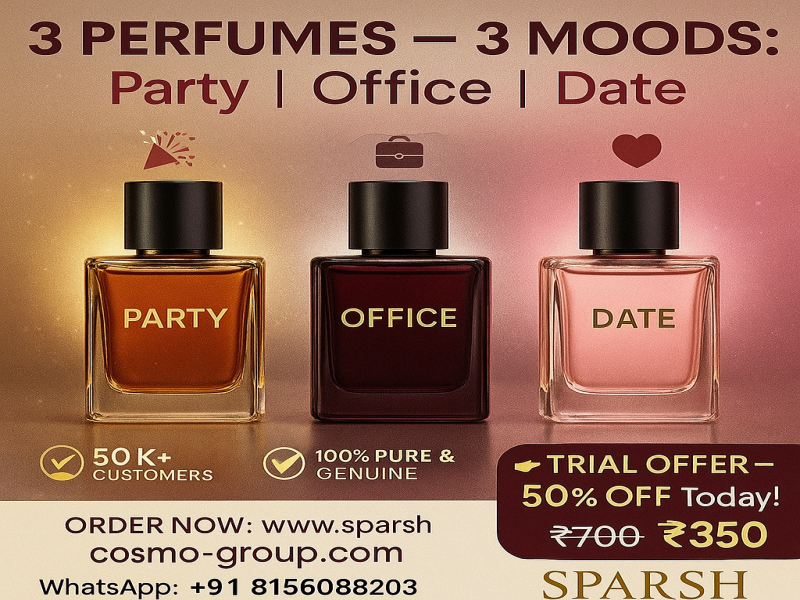 3 PERFUMES — 3 MOODS:
Party | Office | Date
PARTY
OFFICE
DATE
50 K+
CUSTOMERS
100% PURE &
GENUINE
TRIAL OFFER–
50% OFF Today!
₹700 ₹350
ORDER NOW: www.sparsh
cosmo-group.com
WhatsApp: +91 8156088203
SPARSH